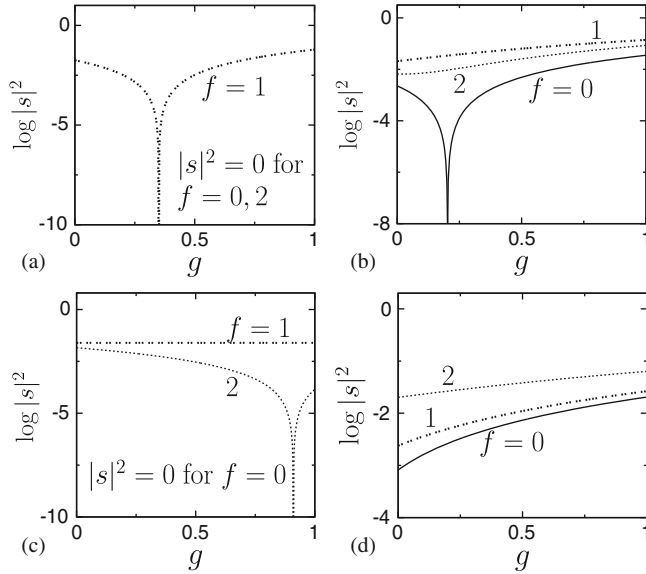 0
-5
-10
log |s|²
f = 1
|s|² = 0 for
f = 0, 2
0 0.5 1
(a) g
0
-4
-8
log |s|²
1
2
f = 0
0 0.5 1
(b) g
0
-5
-10
log |s|²
f = 1
2
|s|² = 0 for f = 0
0 0.5 1
(c) g
0
-2
-4
log |s|²
2
1
f = 0
0 0.5 1
(d) g